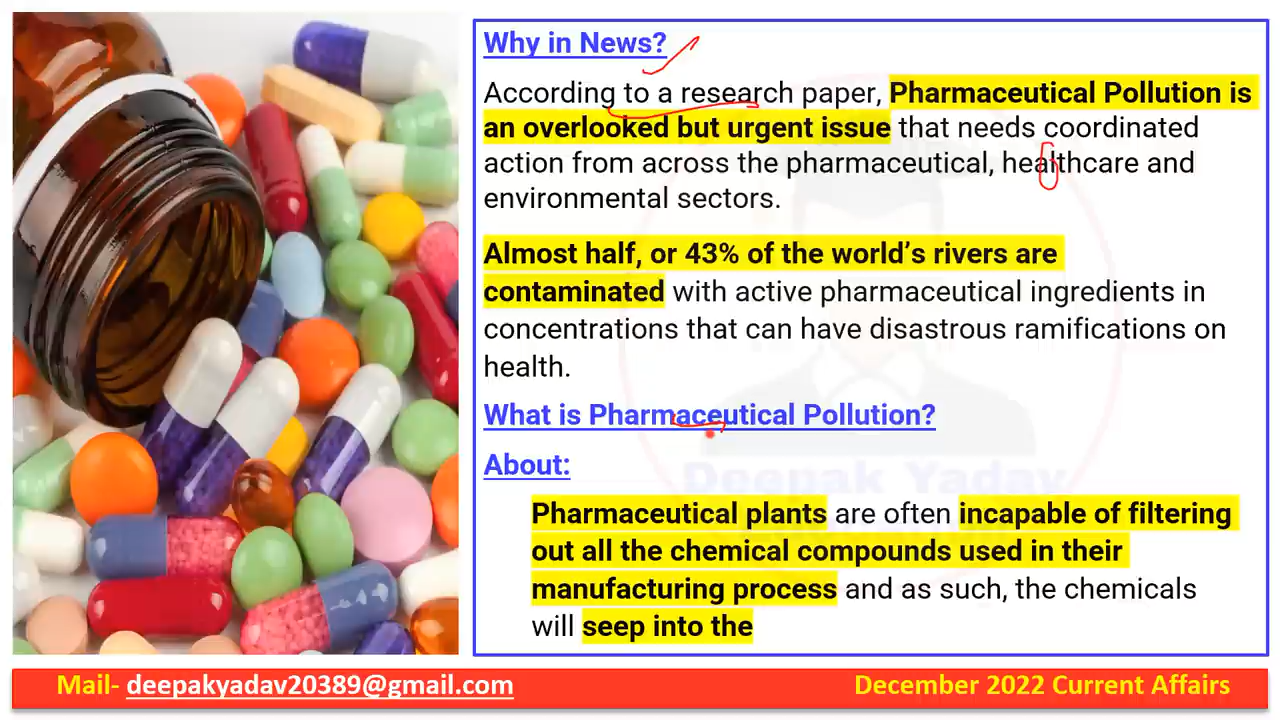 Why in News?
According to a research paper, Pharmaceutical Pollution is
an overlooked but urgent issue that needs coordinated
action from across the pharmaceutical, healthcare and
environmental sectors.
Almost half, or 43% of the world's rivers are
contaminated with active pharmaceutical ingredients in
concentrations that can have disastrous ramifications on
health.
What is Pharmaceutical Pollution?
About:
Deepak Yadav
Pharmaceutical plants are often incapable of filtering
out all the chemical compounds used in their
manufacturing process and as such, the chemicals
will seep into the
Mail- deepakyadav20389@gmail.com
December 2022 Current Affairs